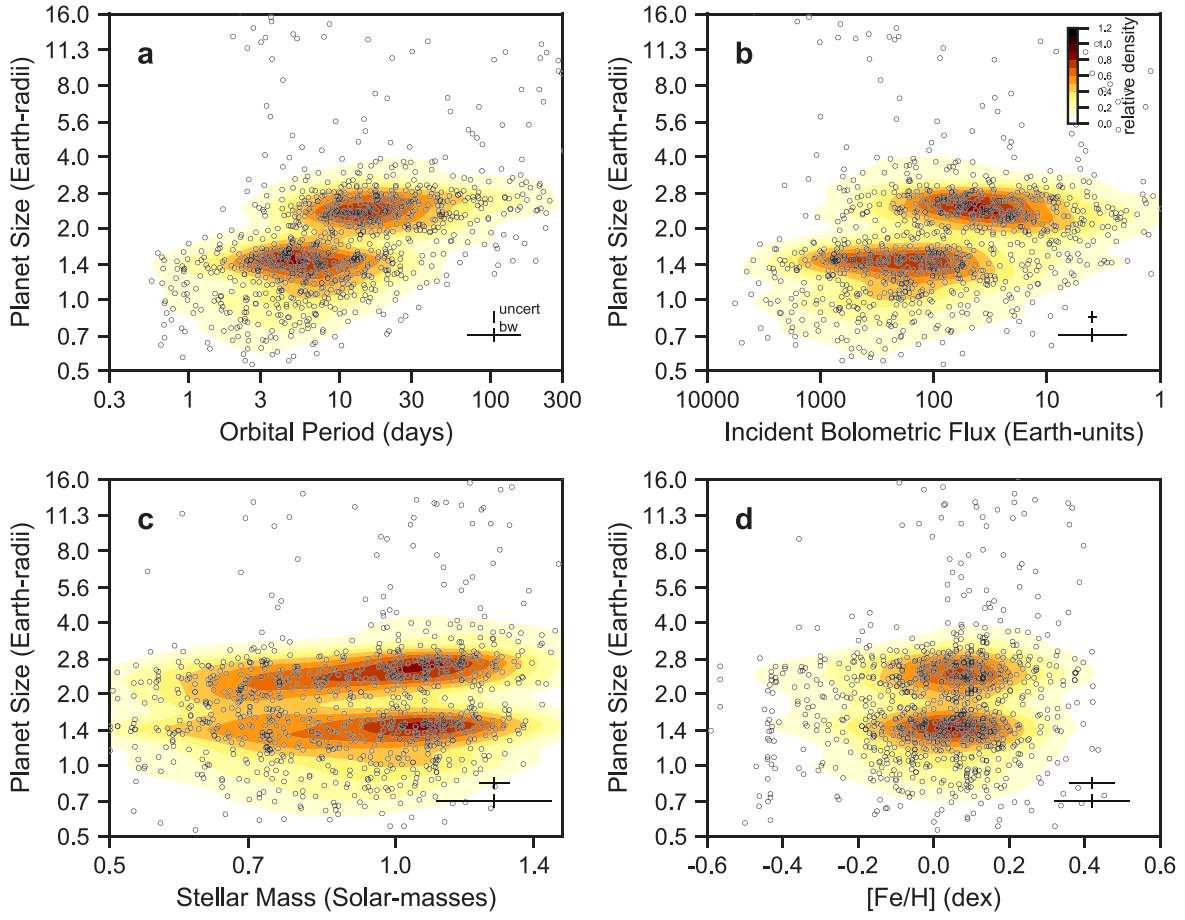 a
Planet Size (Earth-radii)
16.0
11.3
8.0
5.6
4.0
2.8
2.0
1.4
1.0
0.7
0.5
uncert
bw
0.3 1 3 10 30 100 300
Orbital Period (days)
b
Planet Size (Earth-radii)
16.0
11.3
8.0
5.6
4.0
2.8
2.0
1.4
1.0
0.7
0.5
1.2
1.0
0.8
0.6
0.4
0.2
0.0
relative density
10000 1000 100 10 1
Incident Bolometric Flux (Earth-units)
c
Planet Size (Earth-radii)
16.0
11.3
8.0
5.6
4.0
2.8
2.0
1.4
1.0
0.7
0.5
0.5 0.7 1.0 1.4
Stellar Mass (Solar-masses)
d
Planet Size (Earth-radii)
16.0
11.3
8.0
5.6
4.0
2.8
2.0
1.4
1.0
0.7
0.5
-0.6 -0.4 -0.2 0.0 0.2 0.4 0.6
[Fe/H] (dex)